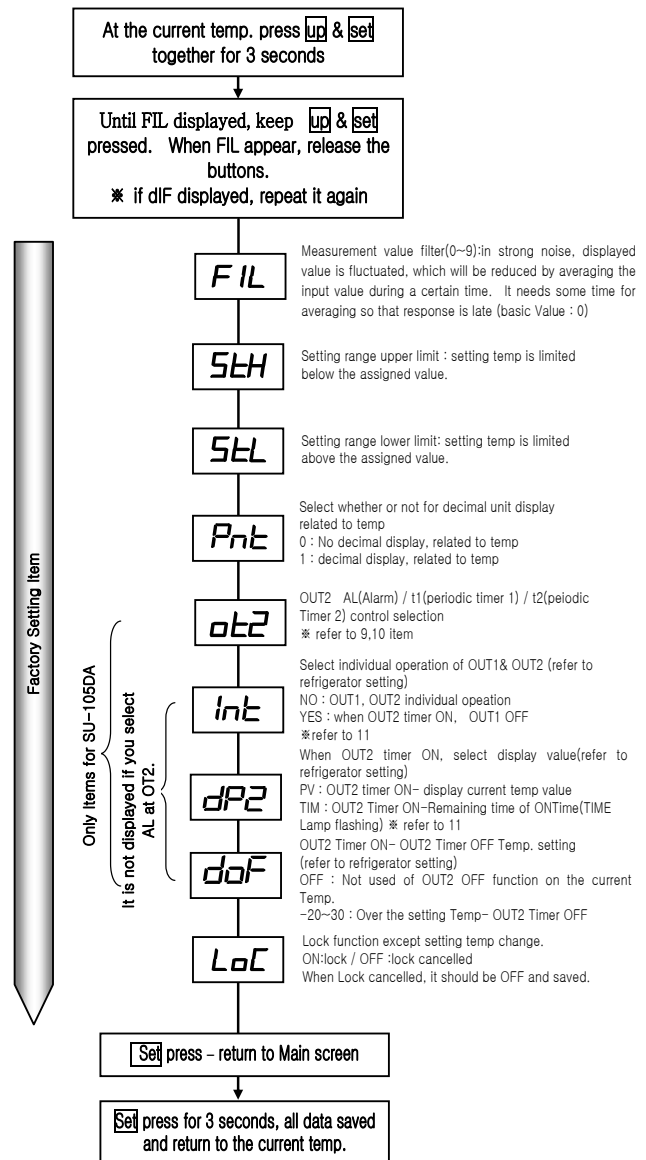 At the current temp. press up & set
together for 3 seconds
Until FIL displayed, keep up & set
pressed. When FIL appear, release the
buttons.
※ if dIF displayed, repeat it again
FIL
Measurement value filter(0~9):in strong noise, displayed
value is fluctuated, which will be reduced by averaging the
input value during a certain time. It needs some time for
averaging so that response is late (basic Value : 0)
StH
Setting range upper limit : setting temp is limited
below the assigned value.
StL
Setting range lower limit: setting temp is limited
above the assigned value.
Pnt
Select whether or not for decimal unit display
related to temp
0 : No decimal display, related to temp
1 : decimal display, related to temp
ot2
OUT2 AL(Alarm) / t1(periodic timer 1) / t2(peiodic
Timer 2) control selection
※ refer to 9,10 item
Int
Select individual operation of OUT1& OUT2 (refer to
refrigerator setting)
NO : OUT1, OUT2 individual opeation
YES : when OUT2 timer ON, OUT1 OFF
※refer to 11
dP2
When OUT2 timer ON, select display value(refer to
refrigerator setting)
PV : OUT2 timer ON- display current temp value
TIM : OUT2 Timer ON-Remaining time of ONTime(TIME
Lamp flashing) ※ refer to 11
doF
OUT2 Timer ON- OUT2 Timer OFF Temp. setting
(refer to refrigerator setting)
OFF : Not used of OUT2 OFF function on the current
Temp.
-20~30 : Over the setting Temp- OUT2 Timer OFF
LoC
Lock function except setting temp change.
ON:lock / OFF :lock cancelled
When Lock cancelled, it should be OFF and saved.
Factory Setting Item
Only Items for SU-105DA
It is not displayed if you select
AL at OT2.
Set press – return to Main screen
Set press for 3 seconds, all data saved
and return to the current temp.